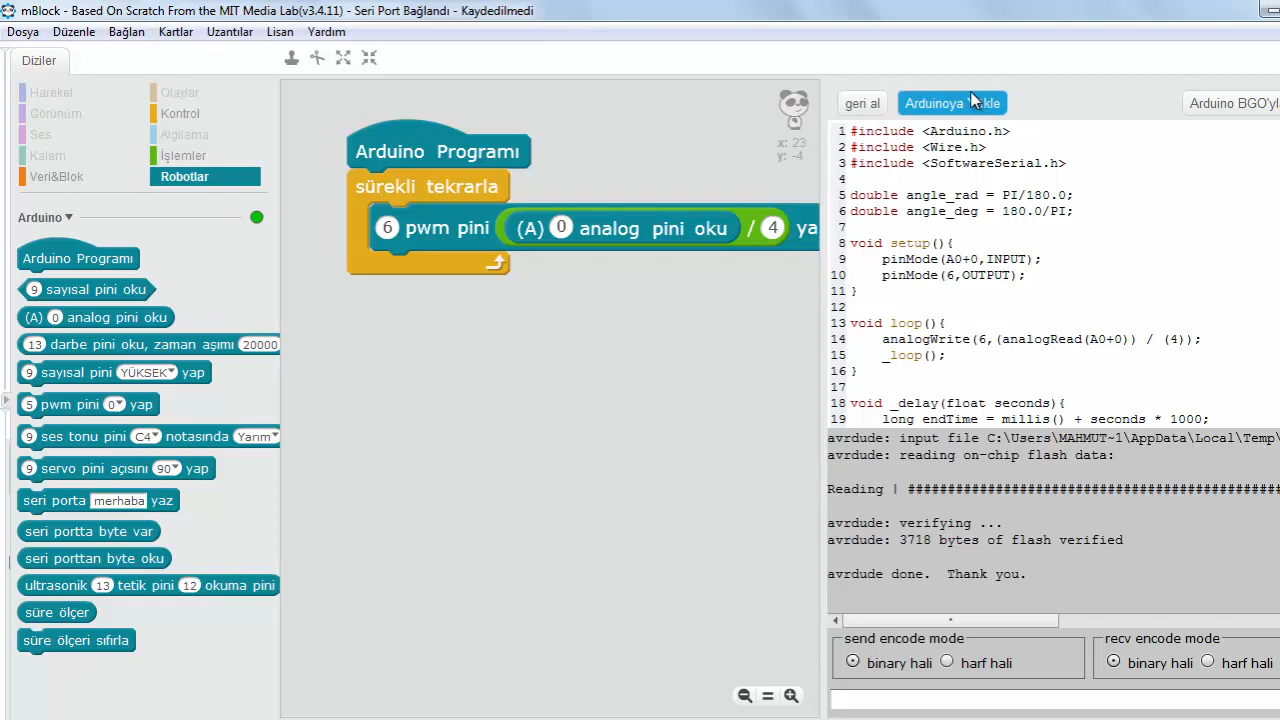 mBlock - Based On Scratch From the MIT Media Lab(v3.4.11) - Seri Port Bağlandı - Kaydedilmedi
Dosya Düzenle Bağlan Kartlar Uzantılar Lisan Yardım
Diziler
Hareket Olaylar
Görünüm Kontrol
Ses Algılama
Kalem İşlemler
Veri&Blok Robotlar
Arduino
Arduino Programı
9 sayısal pini oku
(A) 0 analog pini oku
13 darbe pini oku, zaman aşımı 20000
9 sayısal pini YÜKSEK yap
5 pwm pini 0 yap
9 ses tonu pini C4 notasında Yarım
9 servo pini açısını 90 yap
seri porta merhaba yaz
seri portta byte var
seri porttan byte oku
ultrasonik 13 tetik pini 12 okuma pini
süre ölçer
süre ölçeri sıfırla
Arduino Programı
sürekli tekrarla
6 pwm pini (A) 0 analog pini oku / 4 ya
x: 23
y: -4
geri al Arduinoya Arduino BGO'yl
1 #include <Arduino.h>
2 #include <Wire.h>
3 #include <SoftwareSerial.h>
4
5 double angle_rad = PI/180.0;
6 double angle_deg = 180.0/PI;
7
8 void setup(){
9 pinMode(A0+0,INPUT);
10 pinMode(6,OUTPUT);
11 }
12
13 void loop(){
14 analogWrite(6,(analogRead(A0+0)) / (4));
15 _loop();
16 }
17
18 void _delay(float seconds){
19 long endTime = millis() + seconds * 1000;
avrdude: input file C:\Users\MAHMUT~1\AppData\Local\Temp\
avrdude: reading on-chip flash data:
Reading | ###############################################
avrdude: verifying ...
avrdude: 3718 bytes of flash verified
avrdude done. Thank you.
send encode mode recv encode mode
binary hali harf hali binary hali harf hali